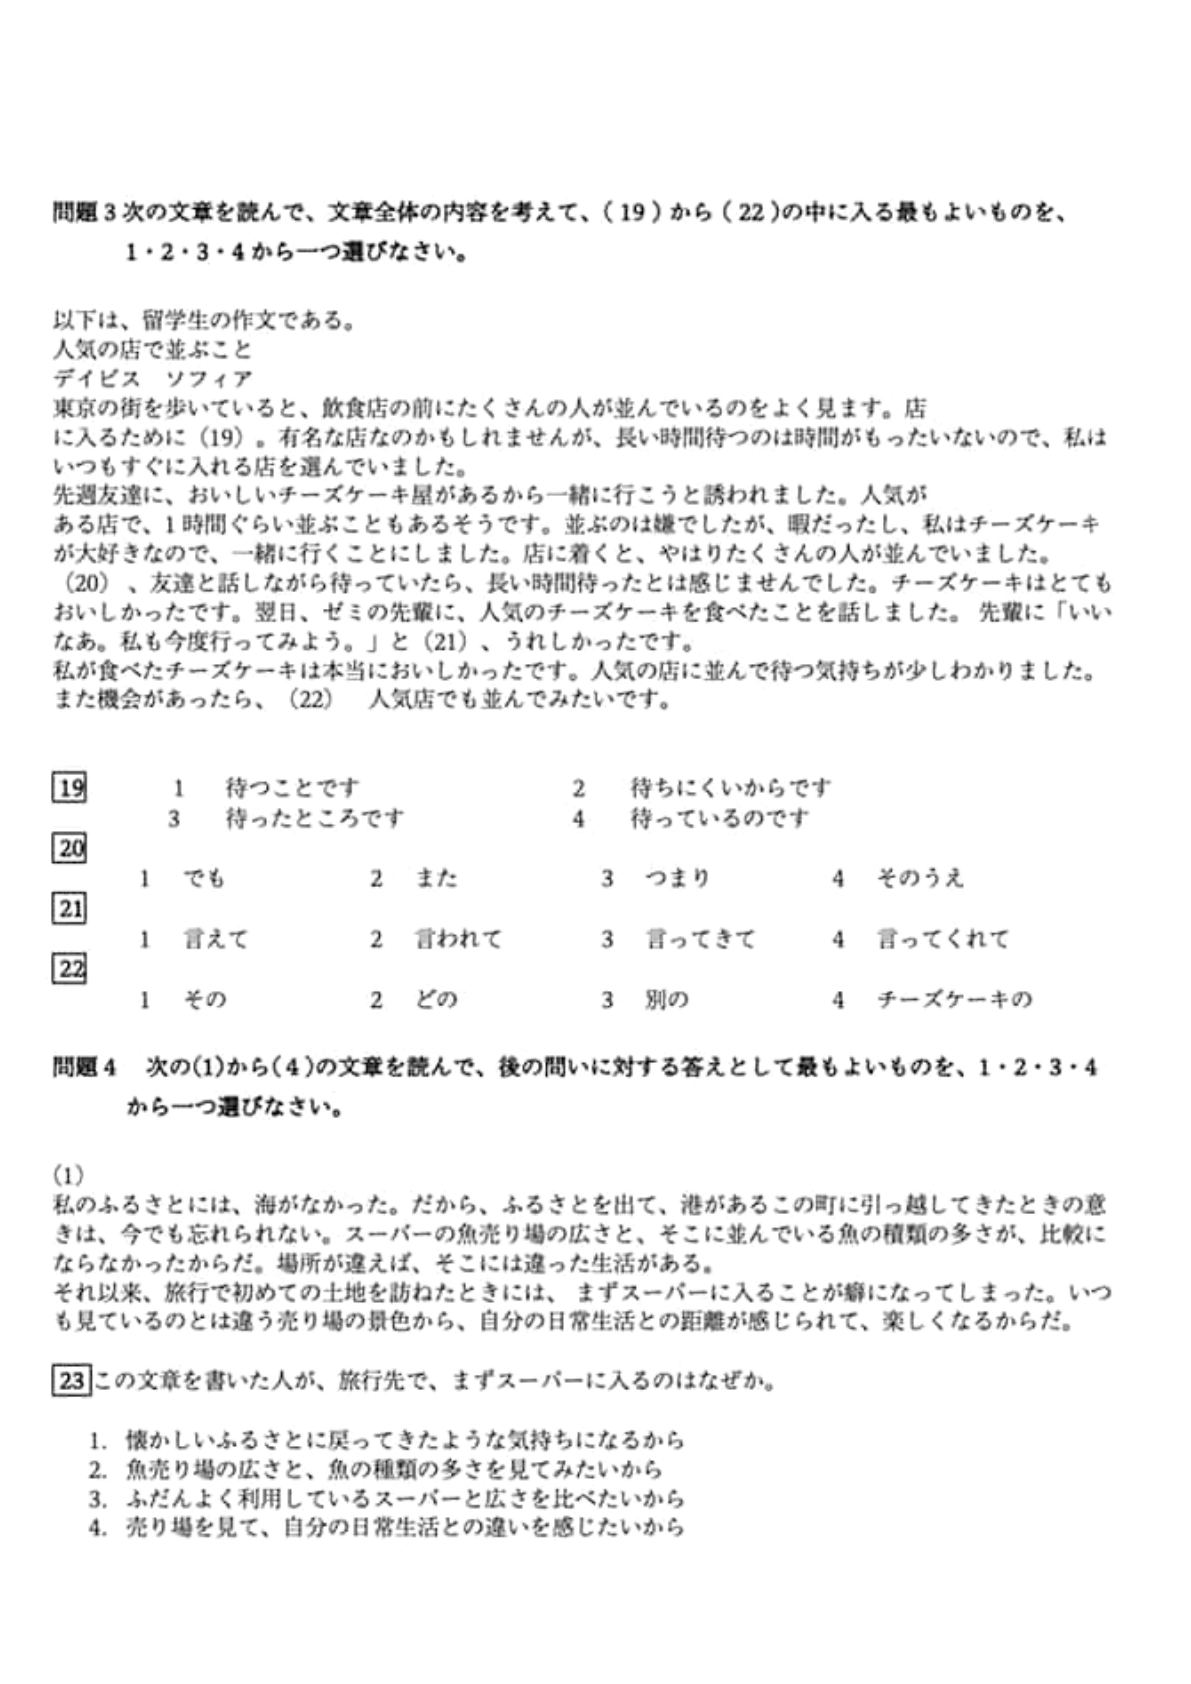 問題3 次の文章を読んで、文章全体の内容を考えて、(19)から(22)の中に入る最もよいものを、
1・2・3・4から一つ選びなさい。
以下は、留学生の作文である。
人気の店で並ぶこと
デイビス　ソフィア
東京の街を歩いていると、飲食店の前にたくさんの人が並んでいるのをよく見ます。店
に入るために（19）。有名な店なのかもしれませんが、長い時間待つのは時間がもったいないので、私は
いつもすぐに入れる店を選んでいました。
先週友達に、おいしいチーズケーキ屋があるから一緒に行こうと誘われました。人気が
ある店で、1時間ぐらい並ぶこともあるそうです。並ぶのは嫌でしたが、暇だったし、私はチーズケーキ
が大好きなので、一緒に行くことにしました。店に着くと、やはりたくさんの人が並んでいました。
（20）、友達と話しながら待っていたら、長い時間待ったとは感じませんでした。チーズケーキはとても
おいしかったです。翌日、ゼミの先輩に、人気のチーズケーキを食べたことを話しました。 先輩に「いい
なあ。私も今度行ってみよう。」と（21）、うれしかったです。
私が食べたチーズケーキは本当においしかったです。人気の店に並んで待つ気持ちが少しわかりました。
また機会があったら、（22）　人気店でも並んでみたいです。
19　1　待つことです　2　待ちにくいからです
3　待ったところです　4　待っているのです
20
1　でも　2　また　3　つまり　4　そのうえ
21
1　言えて　2　言われて　3　言ってきて　4　言ってくれて
22
1　その　2　どの　3　別の　4　チーズケーキの
問題4　次の(1)から(4)の文章を読んで、後の問いに対する答えとして最もよいものを、1・2・3・4
から一つ選びなさい。
(1)
私のふるさとには、海がなかった。だから、ふるさとを出て、港があるこの町に引っ越してきたときの意
きは、今でも忘れられない。スーパーの魚売り場の広さと、そこに並んでいる魚の積類の多さが、比較に
ならなかったからだ。場所が違えば、そこには違った生活がある。
それ以来、旅行で初めての土地を訪ねたときには、 まずスーパーに入ることが癖になってしまった。いつ
も見ているのとは違う売り場の景色から、自分の日常生活との距離が感じられて、楽しくなるからだ。
23 この文章を書いた人が、旅行先で、まずスーパーに入るのはなぜか。
1. 懐かしいふるさとに戻ってきたような気持ちになるから
2. 魚売り場の広さと、魚の種類の多さを見てみたいから
3. ふだんよく利用しているスーパーと広さを比べたいから
4. 売り場を見て、自分の日常生活との違いを感じたいから